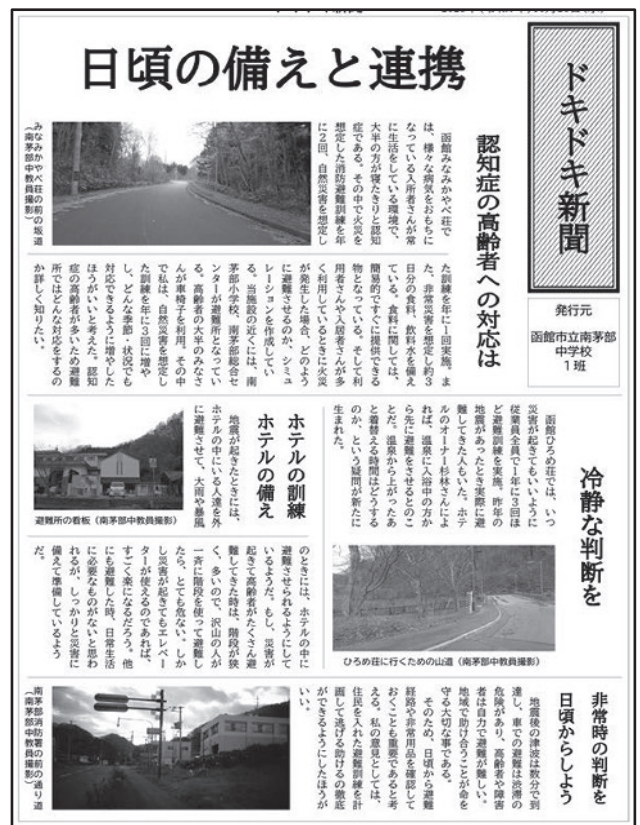 ドキドキ新聞
発行元
函館市立南茅部
中学校
1班
日頃の備えと連携
認知症の高齢者への対応は
函館みなみかやべ荘で
は、様々な病気をおもちに
なっている入所者さんが常
に生活をしている環境で、
大半の方が寝たきりと認知
症である。その中で火災を
想定した消防避難訓練を年
に2回、自然災害を想定し
みなみかやべ荘の前の坂道
(南茅部中教員撮影)
た訓練を年に1回実施。ま
た、非常災害を想定し約3
日分の食料、飲料水を備え
ている。食料に関しては、
簡易的ですぐに提供できる
物となっている。そして利
用者さんや入居者さんが多
く利用しているときに火災
が発生した場合、どのよう
に避難させるのか、シミュ
レーションを作成してい
る。当施設の近くには、南
茅部小学校、南茅部総合セ
ンターが避難所となってい
る。高齢者の大半のみなさ
んが車椅子を利用。その中
で私は、自然災害を想定し
た訓練を年に3回に増や
し、どんな季節・状況でも
対応できるように増やした
ほうがいいと考えた。認知
症の高齢者が多いため避難
所ではどんな対応をするの
か詳しく知りたい。
冷静な判断を
函館ひろめ荘では、いつ
災害が起きてもいいように
従業員全員で1年に3回ほ
ど避難訓練を実施。昨年の
地震があったとき実際に避
難してきた人もいた。ホテ
ルのオーナー杉林さんによ
れば、温泉に入浴中の方か
ら先に避難をせるとのこ
とだ。温泉から上がったあ
と着替える時間はどうする
のか、という疑問が新たに
生まれた。
ひろめ荘に行くための山道(南茅部中教員撮影)
ホテルの訓練
ホテルの備え
地震が起きたときには、
ホテルの中にいる人達を外
に避難させて、大雨や暴風
避難所の看板(南茅部中教員撮影)
のときには、ホテルの中に
避難させられるようにして
いるようだ。もし、災害が
起きて高齢者がたくさん避
難してきた時は、階段が狭
く、多いので、沢山の人が
一斉に階段を使って避難し
たら、とても危ない。しか
し災害が起きてもエレベー
ターが使えるのであれば、
すごく楽になるだろう。他
にも避難した時、日常生活
に必要なものがないと思わ
れるが、しっかりと災害に
備えて準備しているよう
だ。
非常時の判断を
日頃からしよう
地震後の津波は数分で到
達し、車での避難は渋滞の
危険があり、高齢者や障害
者は自力で避難が難しい。
地域で助け合うことが命を
守る大切な事である。
そのため、日頃から避難
経路や非常用品を確認して
おくことも重要であると考
える。私の意見としては、
住民を入れた避難訓練を計
画して逃げる助けるの徹底
ができるようにしたほうが
いい。
南茅部消防署の前の通り道
(南茅部中教員撮影)